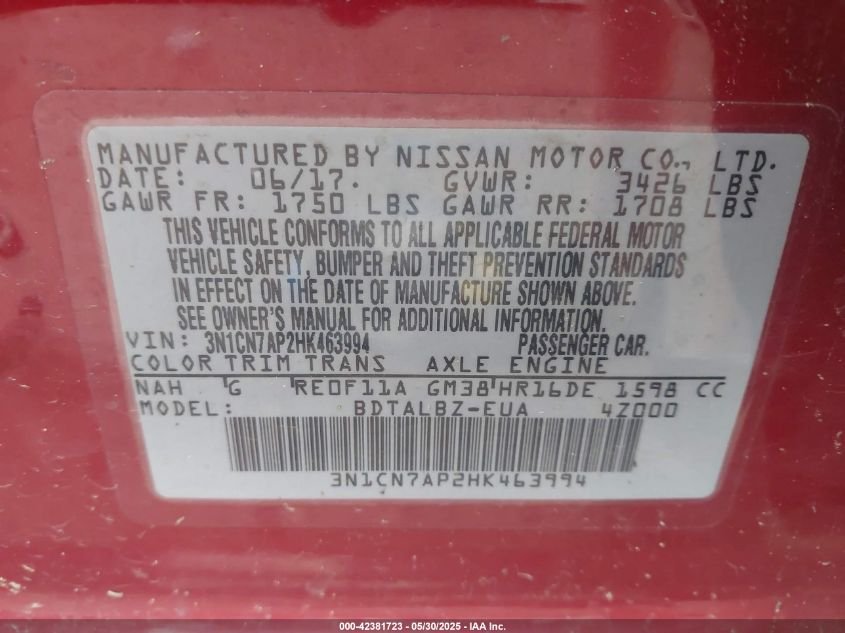 MANUFACTURED BY NISSAN MOTOR CO., LTD.
DATE: 06/17. GVWR: 3426 LBS
GAWR FR: 1750 LBS GAWR RR: 1708 LBS
THIS VEHICLE CONFORMS TO ALL APPLICABLE FEDERAL MOTOR
VEHICLE SAFETY, BUMPER AND THEFT PREVENTION STANDARDS
IN EFFECT ON THE DATE OF MANUFACTURE SHOWN ABOVE.
SEE OWNER'S MANUAL FOR ADDITIONAL INFORMATION.
VIN: 3N1CN7AP2HK463994 PASSENGER CAR.
COLOR TRIM TRANS AXLE ENGINE
NAH G RE0F11A GM38 HR16DE 1598 CC
MODEL: BDTALBZ-EUA 4Z000
3N1CN7AP2HK463994
000-42381723 - 05/30/2025 - IAA Inc.